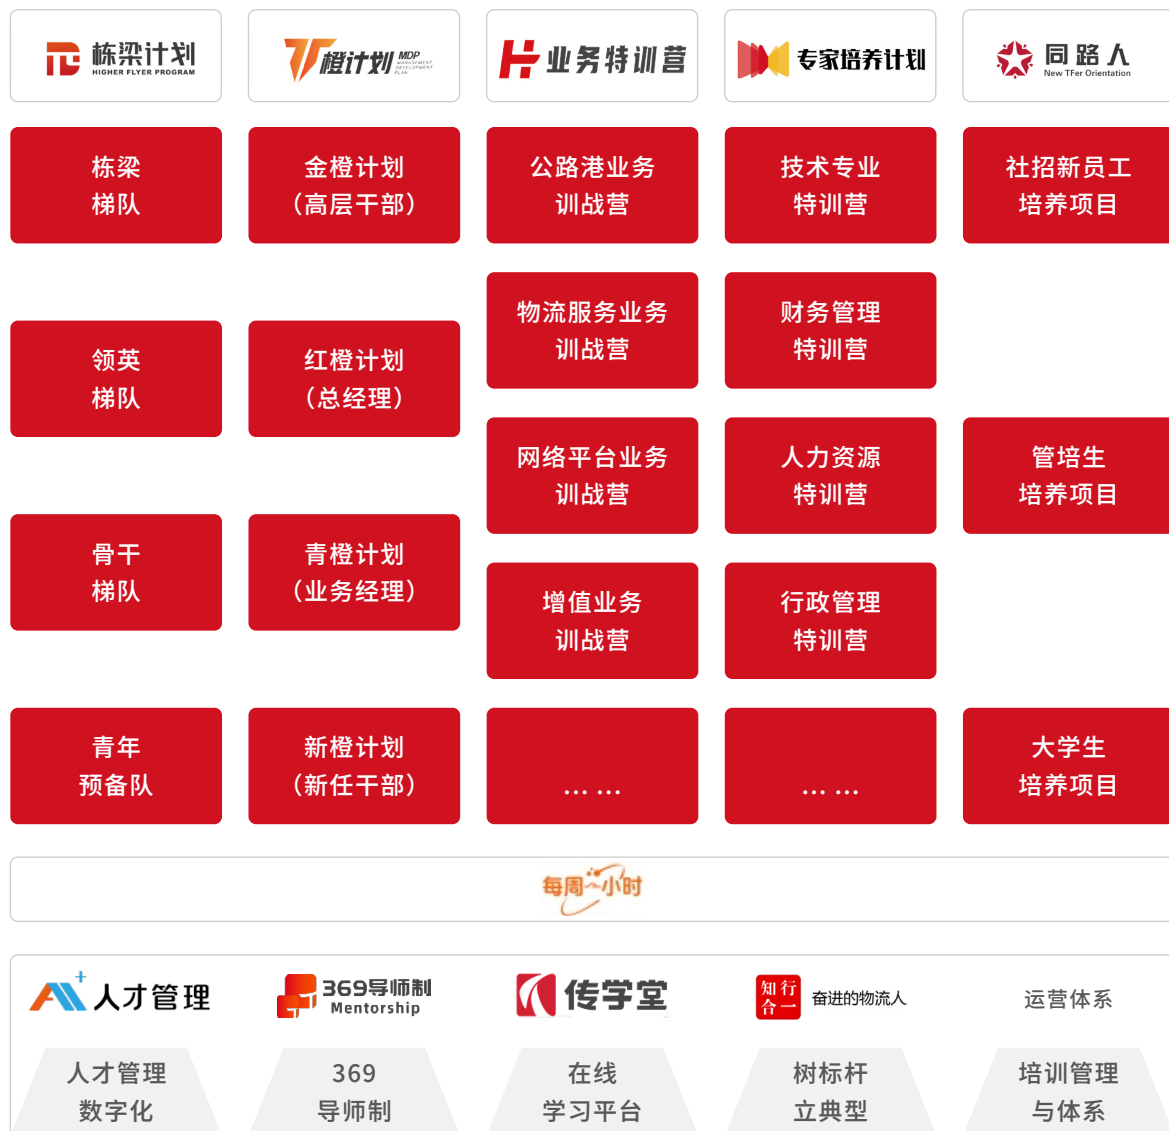 栋梁计划
HIGHER FLYER PROGRAM
橙计划 MDP
MANAGEMENT
DEVELOPMENT
PLAN
业务特训营
专家培养计划
同路人
New TFer Orientation
栋梁
梯队
金橙计划
（高层干部）
公路港业务
训战营
技术专业
特训营
社招新员工
培养项目
物流服务业务
训战营
财务管理
特训营
领英
梯队
红橙计划
（总经理）
网络平台业务
训战营
人力资源
特训营
管培生
培养项目
骨干
梯队
青橙计划
（业务经理）
增值业务
训战营
行政管理
特训营
青年
预备队
新橙计划
（新任干部）
... ...
... ...
大学生
培养项目
每周一小时
人才管理
369导师制
Mentorship
传学堂
知行
合一
奋进的物流人
运营体系
人才管理
数字化
369
导师制
在线
学习平台
树标杆
立典型
培训管理
与体系